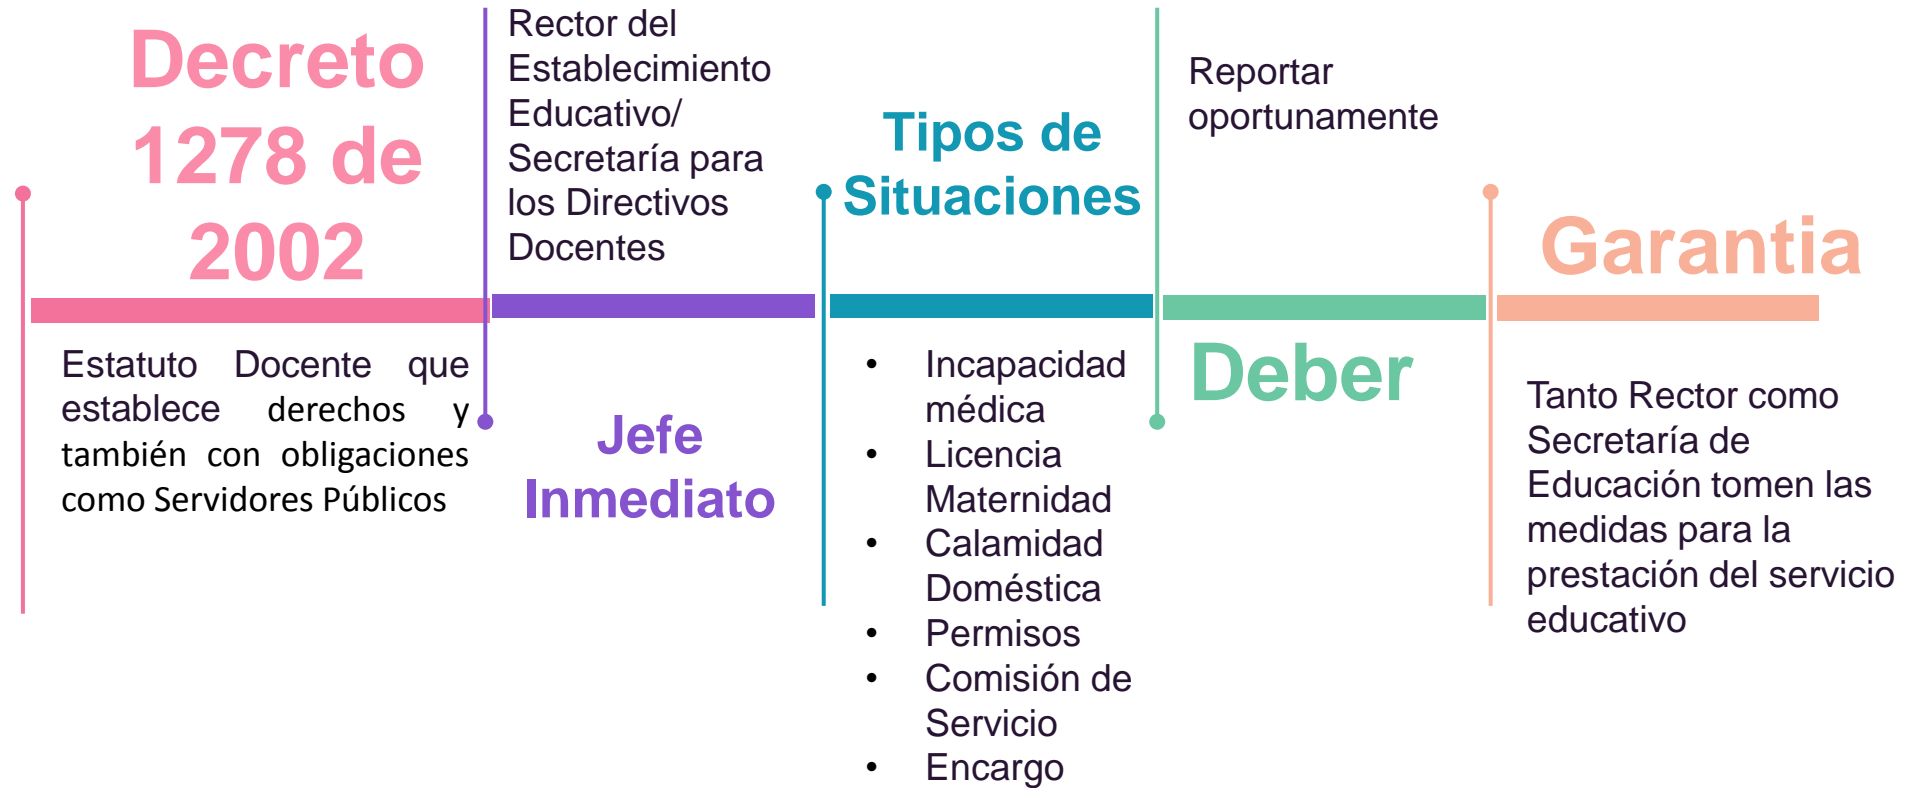 Decreto
1278 de
2002
Estatuto Docente que
establece derechos y
también con obligaciones
como Servidores Públicos
Rector del
Establecimiento
Educativo/
Secretaría para
los Directivos
Docentes
Jefe
Inmediato
Tipos de
Situaciones
• Incapacidad
médica
• Licencia
Maternidad
• Calamidad
Doméstica
• Permisos
• Comisión de
Servicio
• Encargo
Reportar
oportunamente
Deber
Garantia
Tanto Rector como
Secretaría de
Educación tomen las
medidas para la
prestación del servicio
educativo